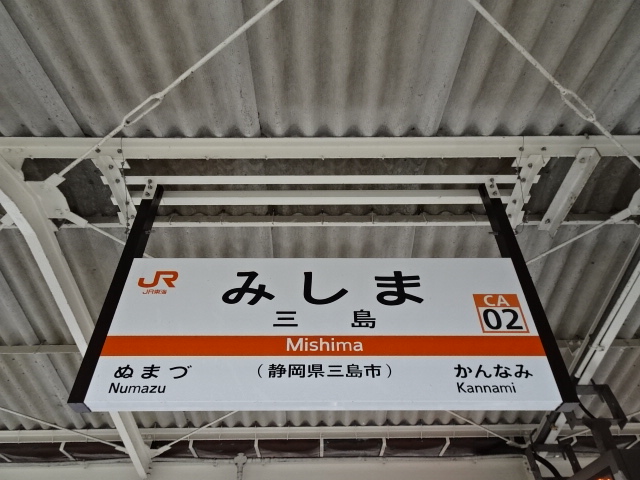 JR
JR東海
みしま
三島
CA
02
Mishima
ぬまづ
(静岡県三島市)
かんなみ
Numazu
Kannami